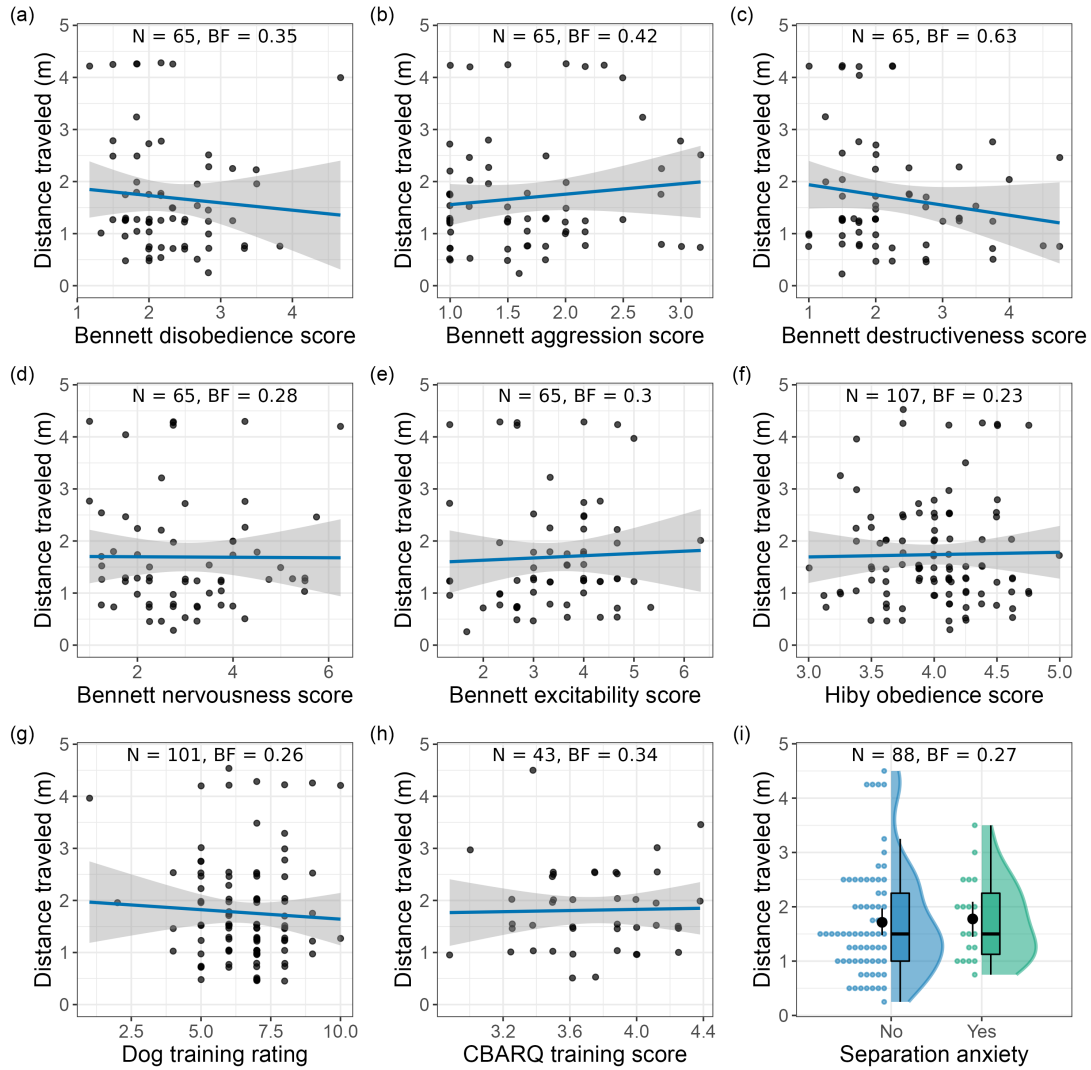 (a)
N = 65, BF = 0.35
Distance traveled (m)
5
4
3
2
1
0
1 2 3 4
Bennett disobedience score
(b)
N = 65, BF = 0.42
Distance traveled (m)
5
4
3
2
1
0
1.0 1.5 2.0 2.5 3.0
Bennett aggression score
(c)
N = 65, BF = 0.63
Distance traveled (m)
5
4
3
2
1
0
1 2 3 4
Bennett destructiveness score
(d)
N = 65, BF = 0.28
Distance traveled (m)
5
4
3
2
1
0
2 4 6
Bennett nervousness score
(e)
N = 65, BF = 0.3
Distance traveled (m)
5
4
3
2
1
0
2 3 4 5 6
Bennett excitability score
(f)
N = 107, BF = 0.23
Distance traveled (m)
5
4
3
2
1
0
3.0 3.5 4.0 4.5 5.0
Hiby obedience score
(g)
N = 101, BF = 0.26
Distance traveled (m)
5
4
3
2
1
0
2.5 5.0 7.5 10.0
Dog training rating
(h)
N = 43, BF = 0.34
Distance traveled (m)
5
4
3
2
1
0
3.2 3.6 4.0 4.4
CBARQ training score
(i)
N = 88, BF = 0.27
Distance traveled (m)
5
4
3
2
1
0
No Yes
Separation anxiety